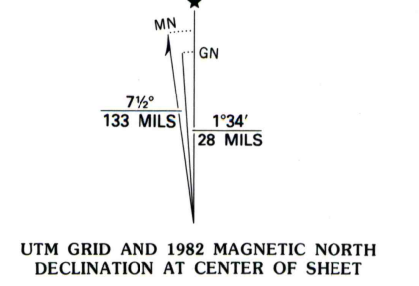 MN
GN
7½°
133 MILS
1°34′
28 MILS
UTM GRID AND 1982 MAGNETIC NORTH
DECLINATION AT CENTER OF SHEET